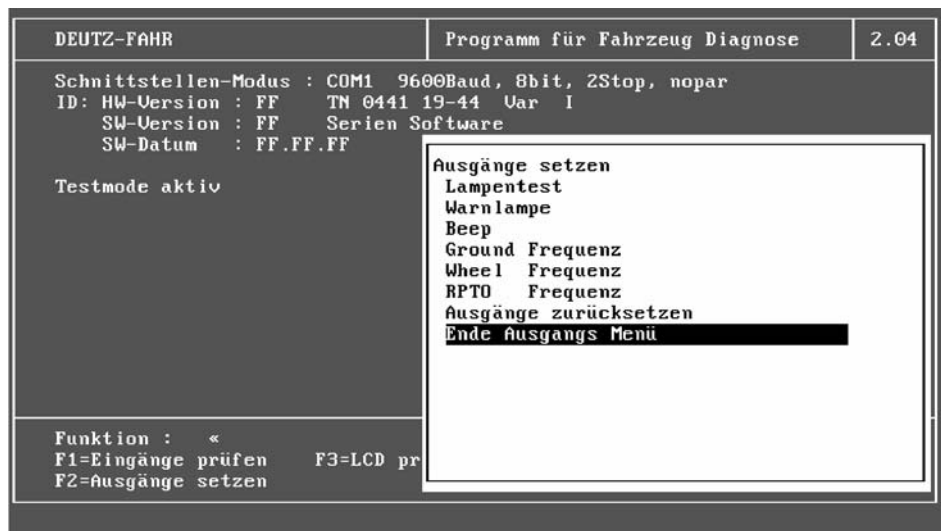 DEUTZ-FAHR Programm für Fahrzeug Diagnose 2.04
Schnittstellen-Modus : COM1 9600Baud, 8bit, 2Stop, nopar
ID: HW-Version : FF TN 0441 19-44 Var I
SW-Version : FF Serien Software
SW-Datum : FF.FF.FF
Testmode aktiv
Ausgänge setzen
Lampentest
Warnlampe
Beep
Ground Frequenz
Wheel Frequenz
RPTO Frequenz
Ausgänge zurücksetzen
Ende Ausgangs Menü
Funktion : «
F1=Eingänge prüfen F3=LCD pr
F2=Ausgänge setzen